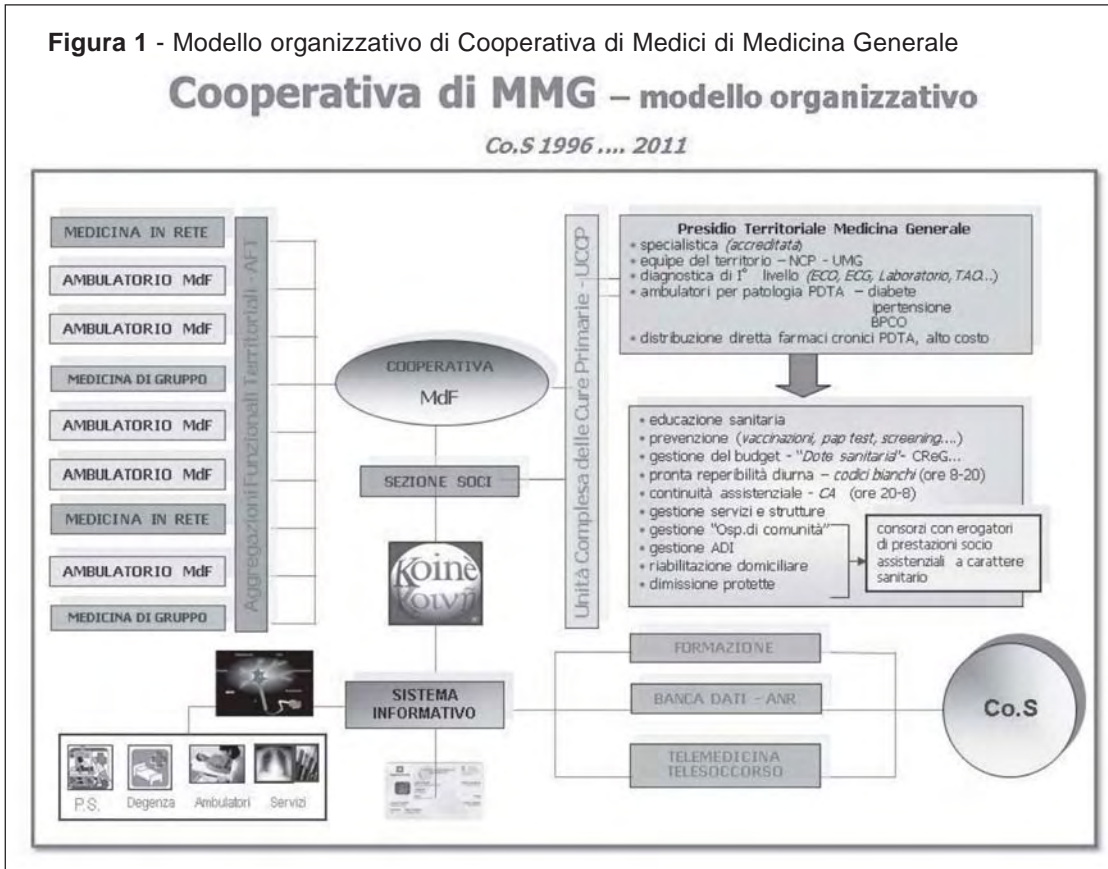 Figura 1 - Modello organizzativo di Cooperativa di Medici di Medicina Generale
Cooperativa di MMG – modello organizzativo
Co.S 1996 .... 2011
MEDICINA IN RETE
AMBULATORIO MdF
AMBULATORIO MdF
MEDICINA DI GRUPPO
AMBULATORIO MdF
AMBULATORIO MdF
MEDICINA IN RETE
AMBULATORIO MdF
MEDICINA DI GRUPPO
Aggregazioni Funzionali Territoriali - AFT
COOPERATIVA
MdF
SEZIONE SOCI
Koinè
SISTEMA
INFORMATIVO
P.S.
Degenza
Ambulatori
Servizi
Unità Complesa delle Cure Primarie - UCCP
Presidio Territoriale Medicina Generale
• specialistica (accreditata)
• equipe del territorio – NCP - UMG
• diagnostica di I° livello (ECO, ECG, Laboratorio, TAO...)
• ambulatori per patologia PDTA – diabete
ipertensione
BPCO
• distribuzione diretta farmaci cronici PDTA, alto costo
• educazione sanitaria
• prevenzione (vaccinazioni, pap test, screening....)
• gestione del budget - "Dote sanitaria"- CReG...
• pronta reperibilità diurna – codici bianchi (ore 8-20)
• continuità assistenziale - CA (ore 20-8)
• gestione servizi e strutture
• gestione "Osp.di comunità"
• gestione ADI
• riabilitazione domiciliare
• dimissione protette
consorzi con erogatori
di prestazioni socio
assistenziali a carattere
sanitario
FORMAZIONE
BANCA DATI - ANR
TELEMEDICINA
TELESOCCORSO
Co.S